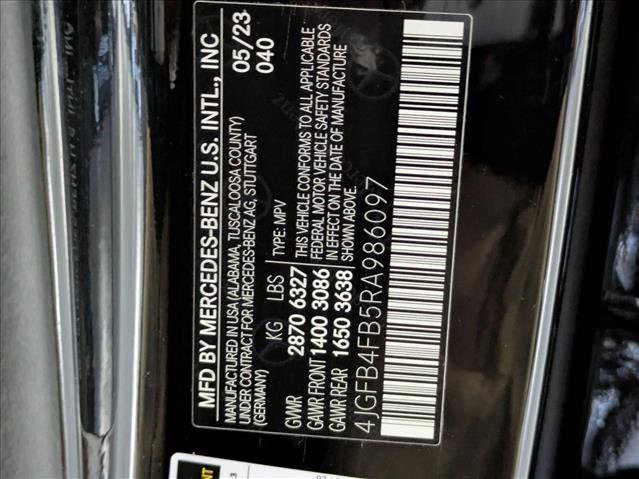 MFD BY MERCEDES-BENZ U.S. INTL., INC
MANUFACTURED IN USA (ALABAMA, TUSCALOOSA COUNTY)
FABRICATED FOR MERCEDES-BENZ AG, STUTTGART
(GERMANY)
05/23
040
KG LBS TYPE: MPV
GVWR 2870 6327
GAWR FRONT 1400 3086
GAWR REAR 1650 3638
THIS VEHICLE CONFORMS TO ALL APPLICABLE
FEDERAL MOTOR VEHICLE SAFETY STANDARDS
IN EFFECT ON THE DATE OF MANUFACTURE
SHOWN ABOVE.
4JGFB4FB5RA986097